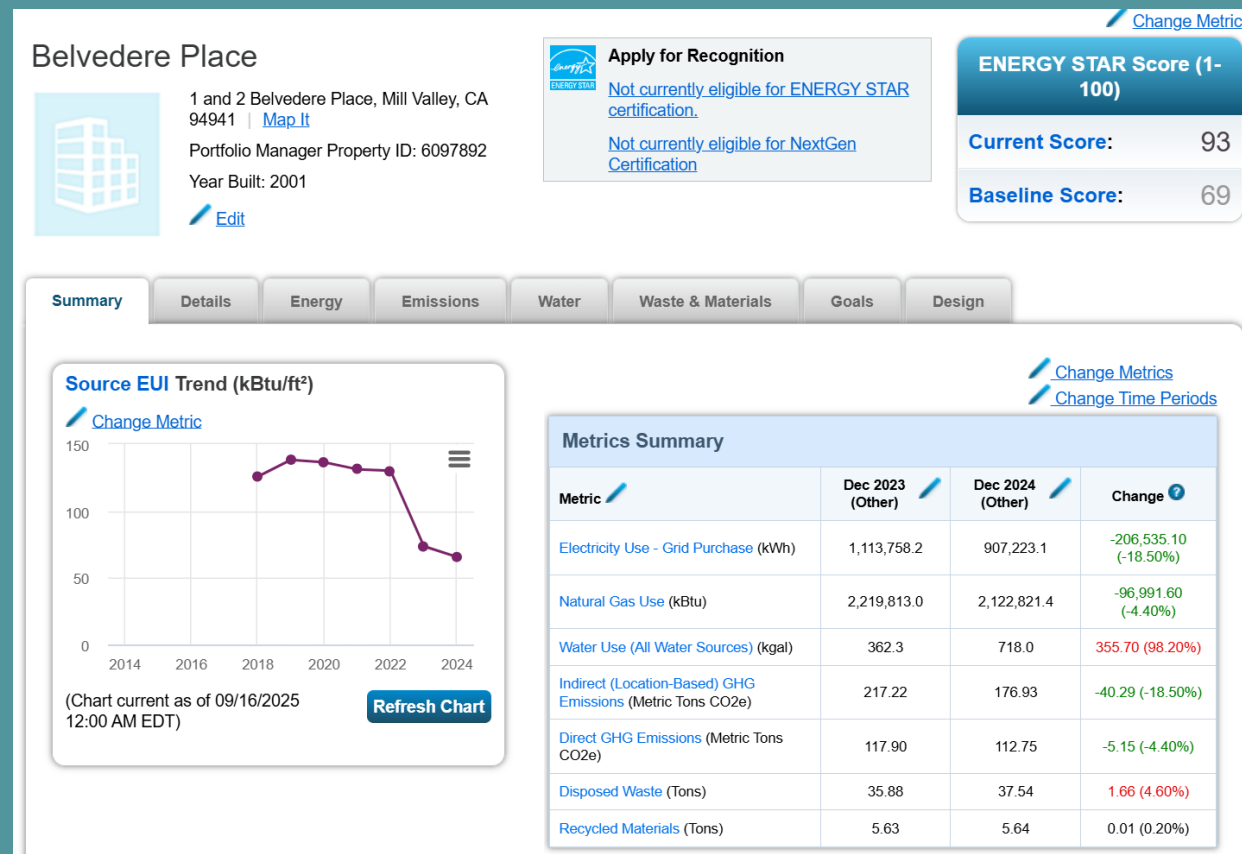 Change Metric
Belvedere Place
1 and 2 Belvedere Place, Mill Valley, CA
94941 | Map It
Portfolio Manager Property ID: 6097892
Year Built: 2001
Edit
energy
ENERGY STAR
Apply for Recognition
Not currently eligible for ENERGY STAR
certification.
Not currently eligible for NextGen
Certification
ENERGY STAR Score (1-
100)
Current Score: 93
Baseline Score: 69
Summary Details Energy Emissions Water Waste & Materials Goals Design
Source EUI Trend (kBtu/ft²)
Change Metric
150
100
50
0
2014 2016 2018 2020 2022 2024
(Chart current as of 09/16/2025
12:00 AM EDT)
Refresh Chart
Change Metrics
Change Time Periods
Metrics Summary
Metric Dec 2023 (Other) Dec 2024 (Other) Change ?
Electricity Use - Grid Purchase (kWh) 1,113,758.2 907,223.1 -206,535.10 (-18.50%)
Natural Gas Use (kBtu) 2,219,813.0 2,122,821.4 -96,991.60 (-4.40%)
Water Use (All Water Sources) (kgal) 362.3 718.0 355.70 (98.20%)
Indirect (Location-Based) GHG
Emissions (Metric Tons CO2e) 217.22 176.93 -40.29 (-18.50%)
Direct GHG Emissions (Metric Tons
CO2e) 117.90 112.75 -5.15 (-4.40%)
Disposed Waste (Tons) 35.88 37.54 1.66 (4.60%)
Recycled Materials (Tons) 5.63 5.64 0.01 (0.20%)